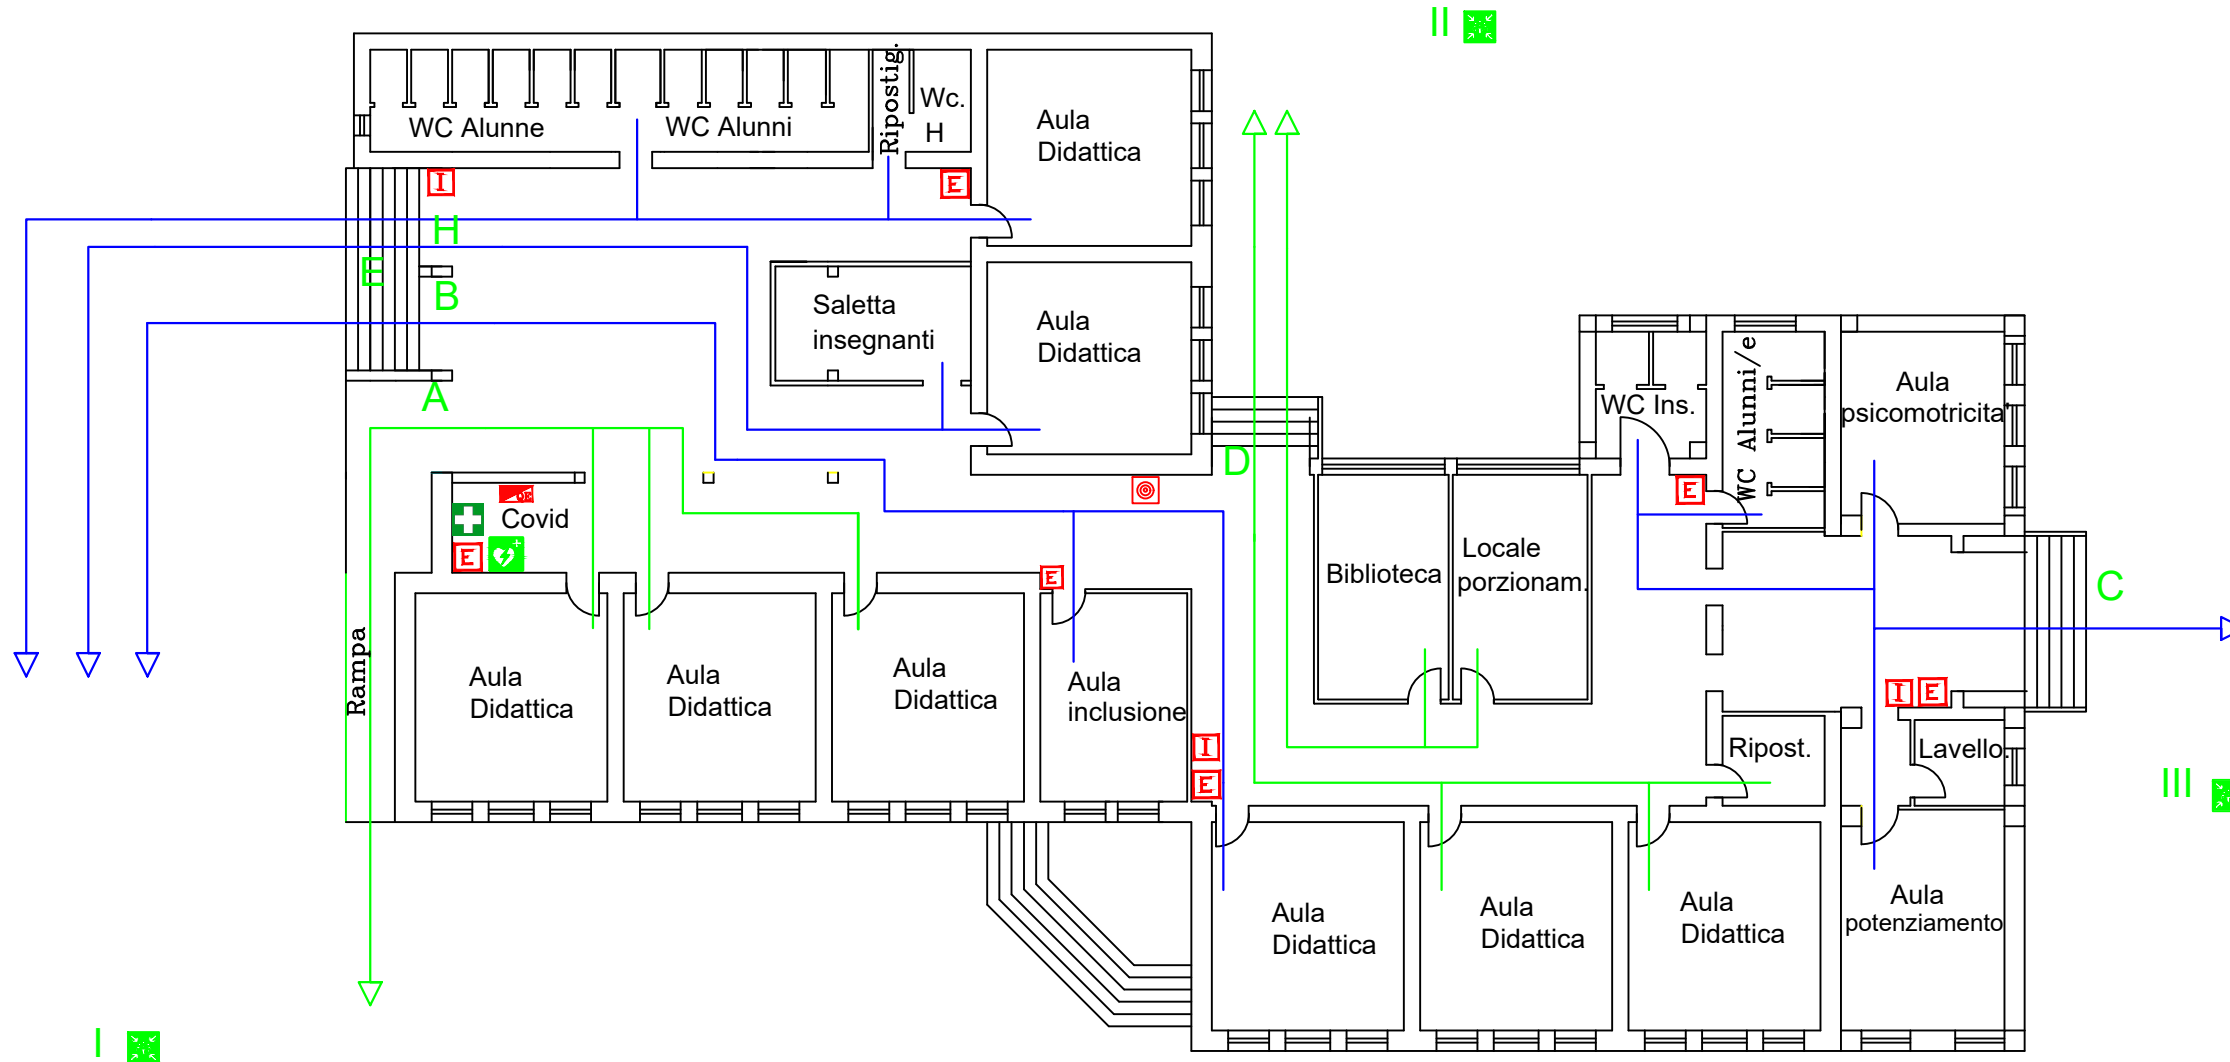 II
Ripostig.
Wc.
H
WC Alunne
WC Alunni
Aula
Didattica
I
E
H
E
B
A
Saletta
insegnanti
Aula
Didattica
WC Ins.
WC Alunni/e
Aula
psicomotricita'
D
E
Covid
E
E
Biblioteca
Locale
porzionam.
C
Rampa
Aula
Didattica
Aula
Didattica
Aula
Didattica
Aula
inclusione
I
E
I
E
Ripost.
Lavello.
III
Aula
Didattica
Aula
Didattica
Aula
Didattica
Aula
potenziamento
I